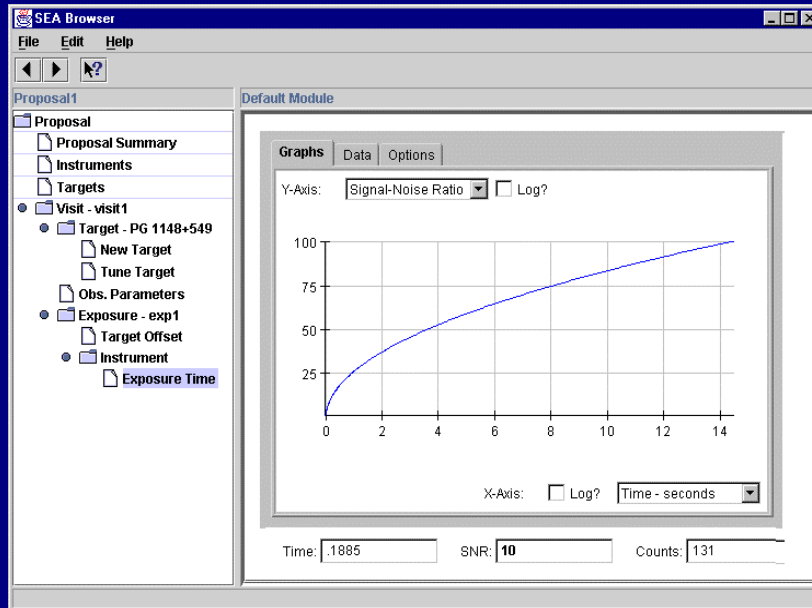 SEA Browser
File Edit Help
Proposal1
Proposal
Proposal Summary
Instruments
Targets
Visit - visit1
Target - PG 1148+549
New Target
Tune Target
Obs. Parameters
Exposure - exp1
Target Offset
Instrument
Exposure Time
Default Module
Graphs Data Options
Y-Axis: Signal-Noise Ratio Log?
100
75
50
25
0 2 4 6 8 10 12 14
X-Axis: Log? Time - seconds
Time: .1885 SNR: 10 Counts: 131